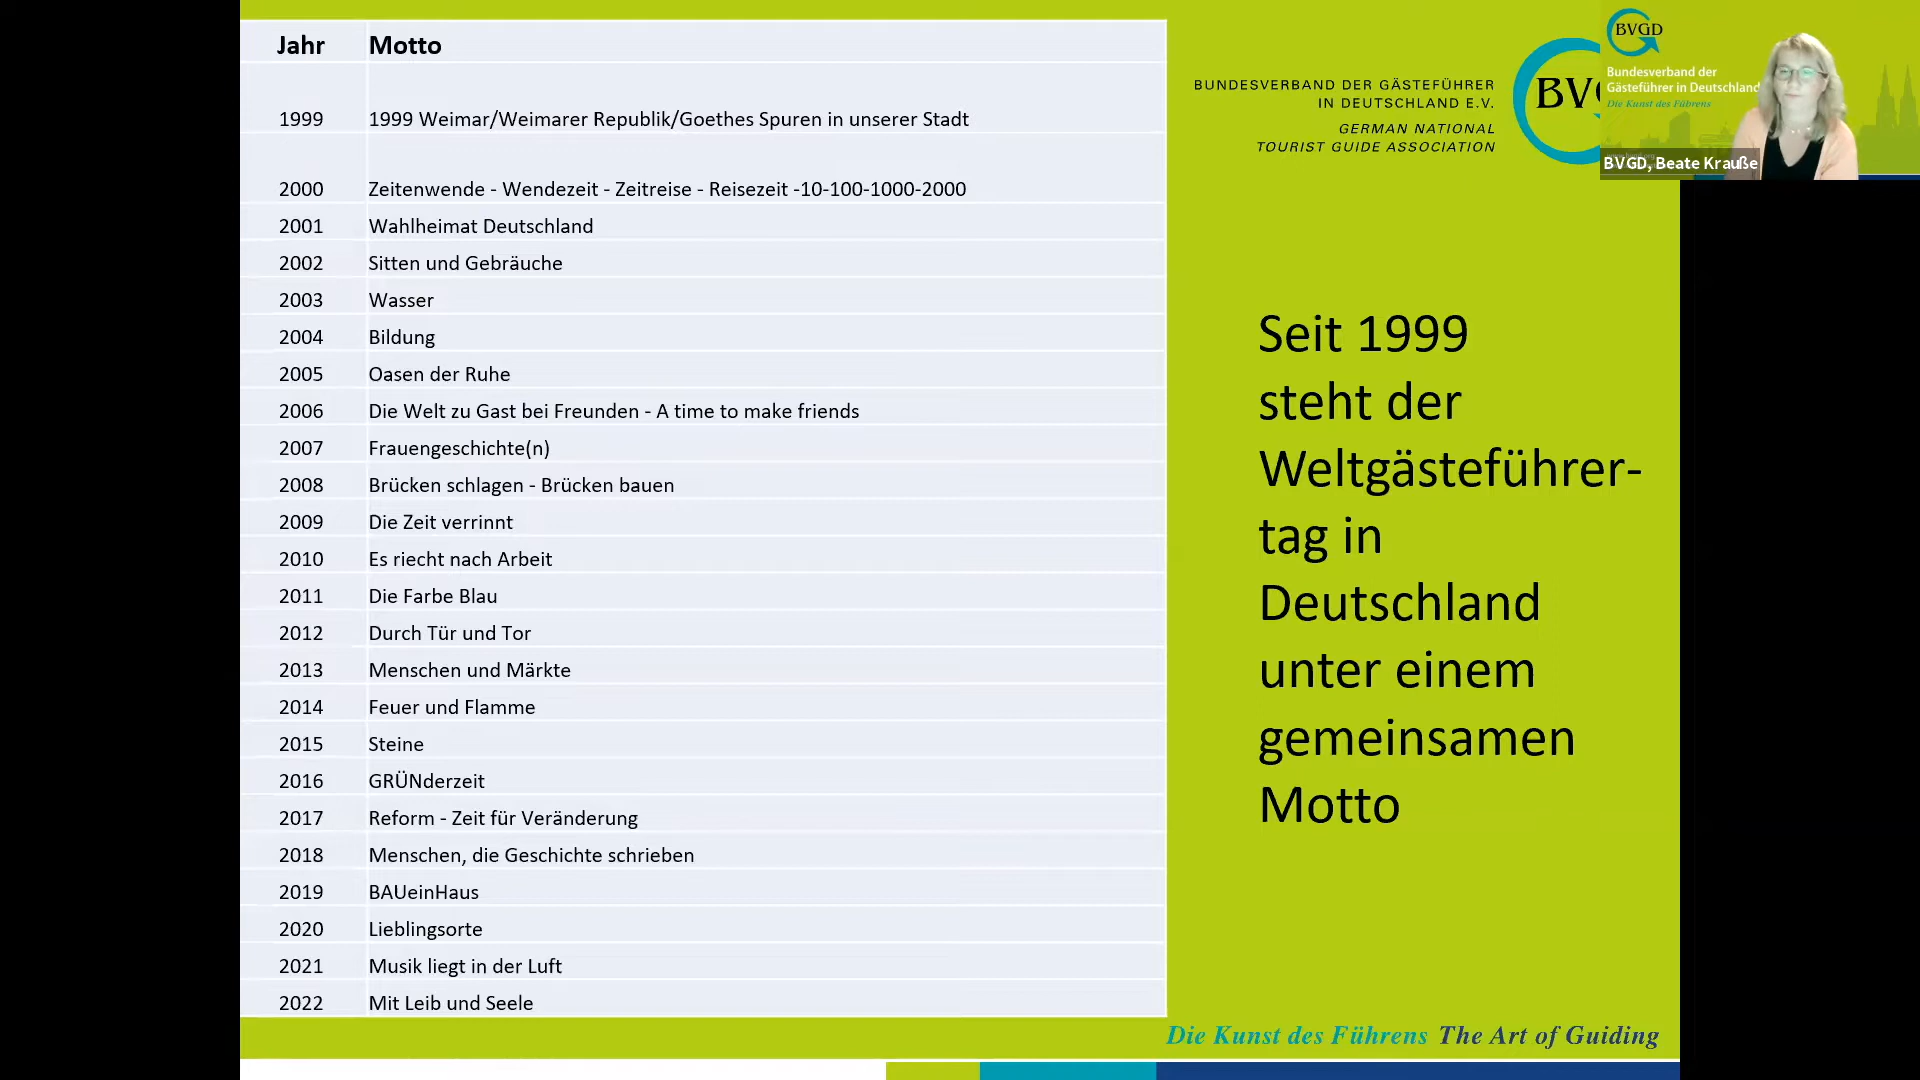 Jahr Motto
1999 1999 Weimar/Weimarer Republik/Goethes Spuren in unserer Stadt
2000 Zeitenwende - Wendezeit - Zeitreise - Reisezeit -10-100-1000-2000
2001 Wahlheimat Deutschland
2002 Sitten und Gebräuche
2003 Wasser
2004 Bildung
2005 Oasen der Ruhe
2006 Die Welt zu Gast bei Freunden - A time to make friends
2007 Frauengeschichte(n)
2008 Brücken schlagen - Brücken bauen
2009 Die Zeit verrinnt
2010 Es riecht nach Arbeit
2011 Die Farbe Blau
2012 Durch Tür und Tor
2013 Menschen und Märkte
2014 Feuer und Flamme
2015 Steine
2016 GRÜNderzeit
2017 Reform - Zeit für Veränderung
2018 Menschen, die Geschichte schrieben
2019 BAUeinHaus
2020 Lieblingsorte
2021 Musik liegt in der Luft
2022 Mit Leib und Seele
BUNDESVERBAND DER GÄSTEFÜHRER
IN DEUTSCHLAND E.V.
GERMAN NATIONAL
TOURIST GUIDE ASSOCIATION
BV
BVGD
Bundesverband der
Gästeführer in Deutschland
Die Kunst des Führens
BVGD, Beate Krauße
Seit 1999
steht der
Weltgästeführer-
tag in
Deutschland
unter einem
gemeinsamen
Motto
Die Kunst des Führens The Art of Guiding